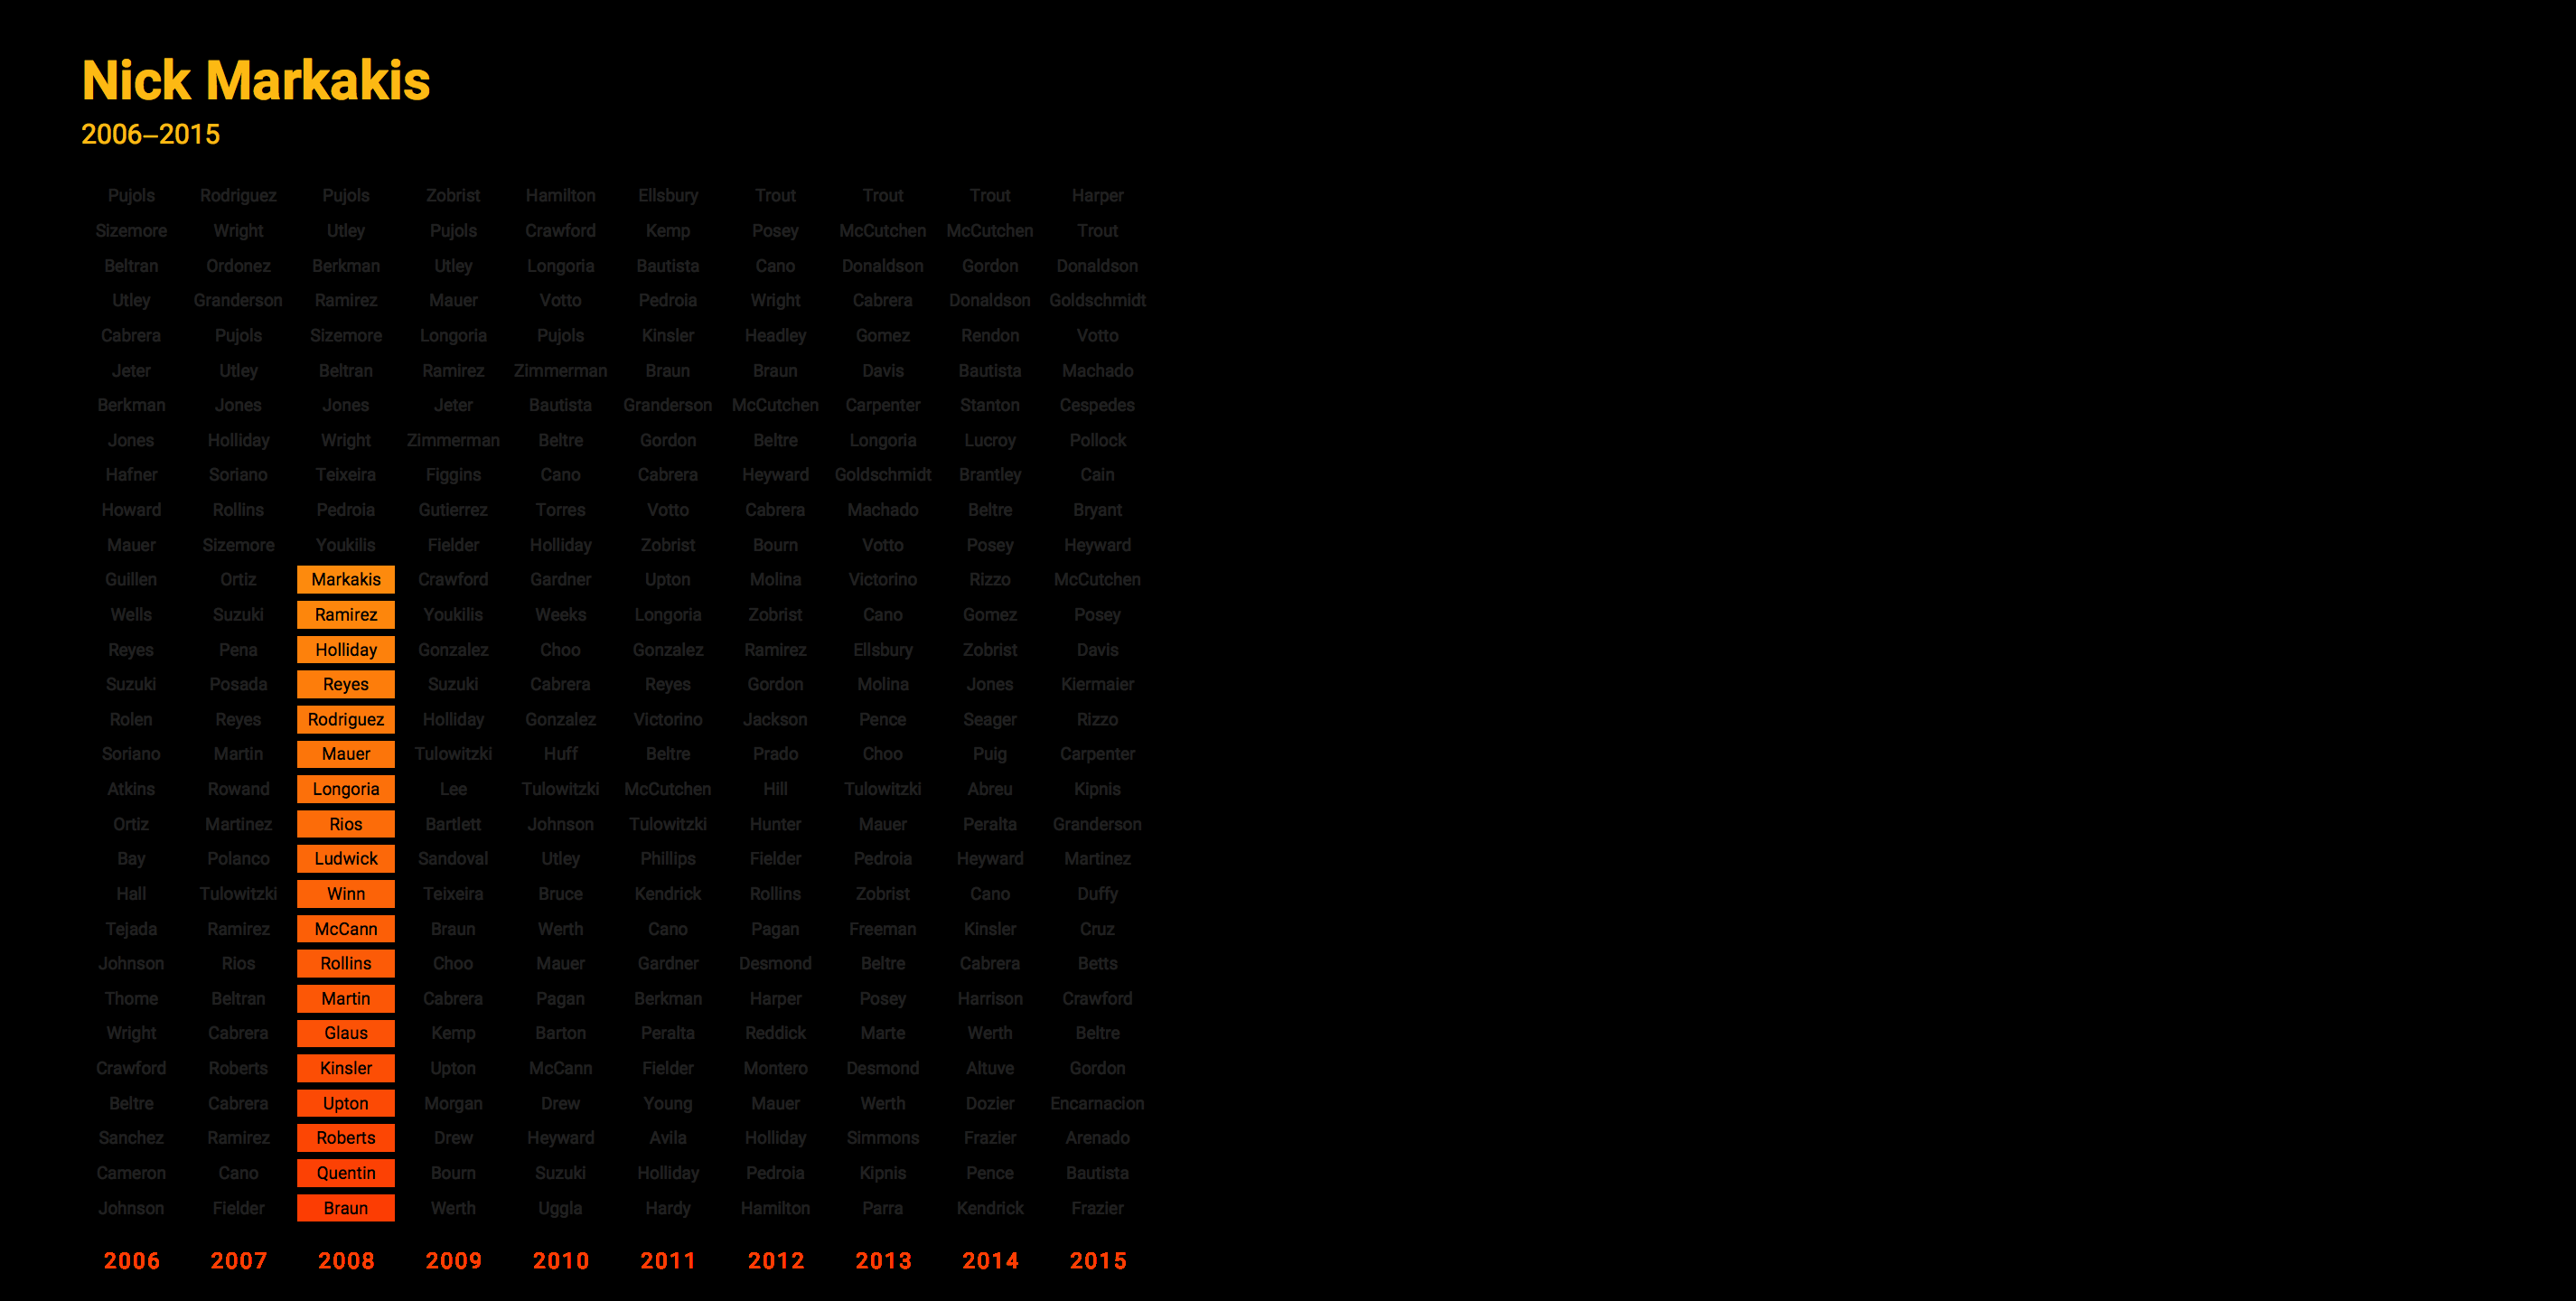 Nick Markakis
2006–2015
Pujols Rodriguez Pujols Zobrist Hamilton Ellsbury Trout Trout Trout Harper
Sizemore Wright Utley Pujols Crawford Kemp Posey McCutchen McCutchen Trout
Beltran Ordonez Berkman Utley Longoria Bautista Cano Donaldson Gordon Donaldson
Utley Granderson Ramirez Mauer Votto Pedroia Wright Cabrera Donaldson Goldschmidt
Cabrera Pujols Sizemore Longoria Pujols Kinsler Headley Gomez Rendon Votto
Jeter Utley Beltran Ramirez Zimmerman Braun Braun Davis Bautista Machado
Berkman Jones Jones Jeter Bautista Granderson McCutchen Carpenter Stanton Cespedes
Jones Holliday Wright Zimmerman Beltre Gordon Beltre Longoria Lucroy Pollock
Hafner Soriano Teixeira Figgins Cano Cabrera Heyward Goldschmidt Brantley Cain
Howard Rollins Pedroia Gutierrez Torres Votto Cabrera Machado Beltre Bryant
Mauer Sizemore Youkilis Fielder Holliday Zobrist Bourn Votto Posey Heyward
Guillen Ortiz Markakis Crawford Gardner Upton Molina Victorino Rizzo McCutchen
Wells Suzuki Ramirez Youkilis Weeks Longoria Zobrist Cano Gomez Posey
Reyes Pena Holliday Gonzalez Choo Gonzalez Ramirez Ellsbury Zobrist Davis
Suzuki Posada Reyes Suzuki Cabrera Reyes Gordon Molina Jones Kiermaier
Rolen Reyes Rodriguez Holliday Gonzalez Victorino Jackson Pence Seager Rizzo
Soriano Martin Mauer Tulowitzki Huff Beltre Prado Choo Puig Carpenter
Atkins Rowand Longoria Lee Tulowitzki McCutchen Hill Tulowitzki Abreu Kipnis
Ortiz Martinez Rios Bartlett Johnson Tulowitzki Hunter Mauer Peralta Granderson
Bay Polanco Ludwick Sandoval Utley Phillips Fielder Pedroia Heyward Martinez
Hall Tulowitzki Winn Teixeira Bruce Kendrick Rollins Zobrist Cano Duffy
Tejada Ramirez McCann Braun Werth Cano Pagan Freeman Kinsler Cruz
Johnson Rios Rollins Choo Mauer Gardner Desmond Beltre Cabrera Betts
Thome Beltran Martin Cabrera Pagan Berkman Harper Posey Harrison Crawford
Wright Cabrera Glaus Kemp Barton Peralta Reddick Marte Werth Beltre
Crawford Roberts Kinsler Upton McCann Fielder Montero Desmond Altuve Gordon
Beltre Cabrera Upton Morgan Drew Young Mauer Werth Dozier Encarnacion
Sanchez Ramirez Roberts Drew Heyward Avila Holliday Simmons Frazier Arenado
Cameron Cano Quentin Bourn Suzuki Holliday Pedroia Kipnis Pence Bautista
Johnson Fielder Braun Werth Uggla Hardy Hamilton Parra Kendrick Frazier
2006 2007 2008 2009 2010 2011 2012 2013 2014 2015